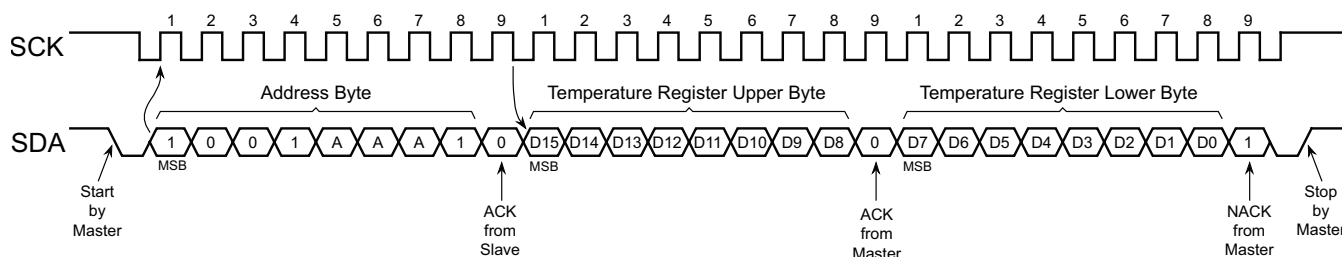 1 2 3 4 5 6 7 8 9 1 2 3 4 5 6 7 8 9 1 2 3 4 5 6 7 8 9
SCK
Address Byte Temperature Register Upper Byte Temperature Register Lower Byte
SDA 1 0 0 1 A A A 1 0 D15 D14 D13 D12 D11 D10 D9 D8 0 D7 D6 D5 D4 D3 D2 D1 D0 1
MSB MSB MSB
Start
by
Master
ACK
from
Slave
ACK
from
Master
NACK
from
Master
Stop
by
Master